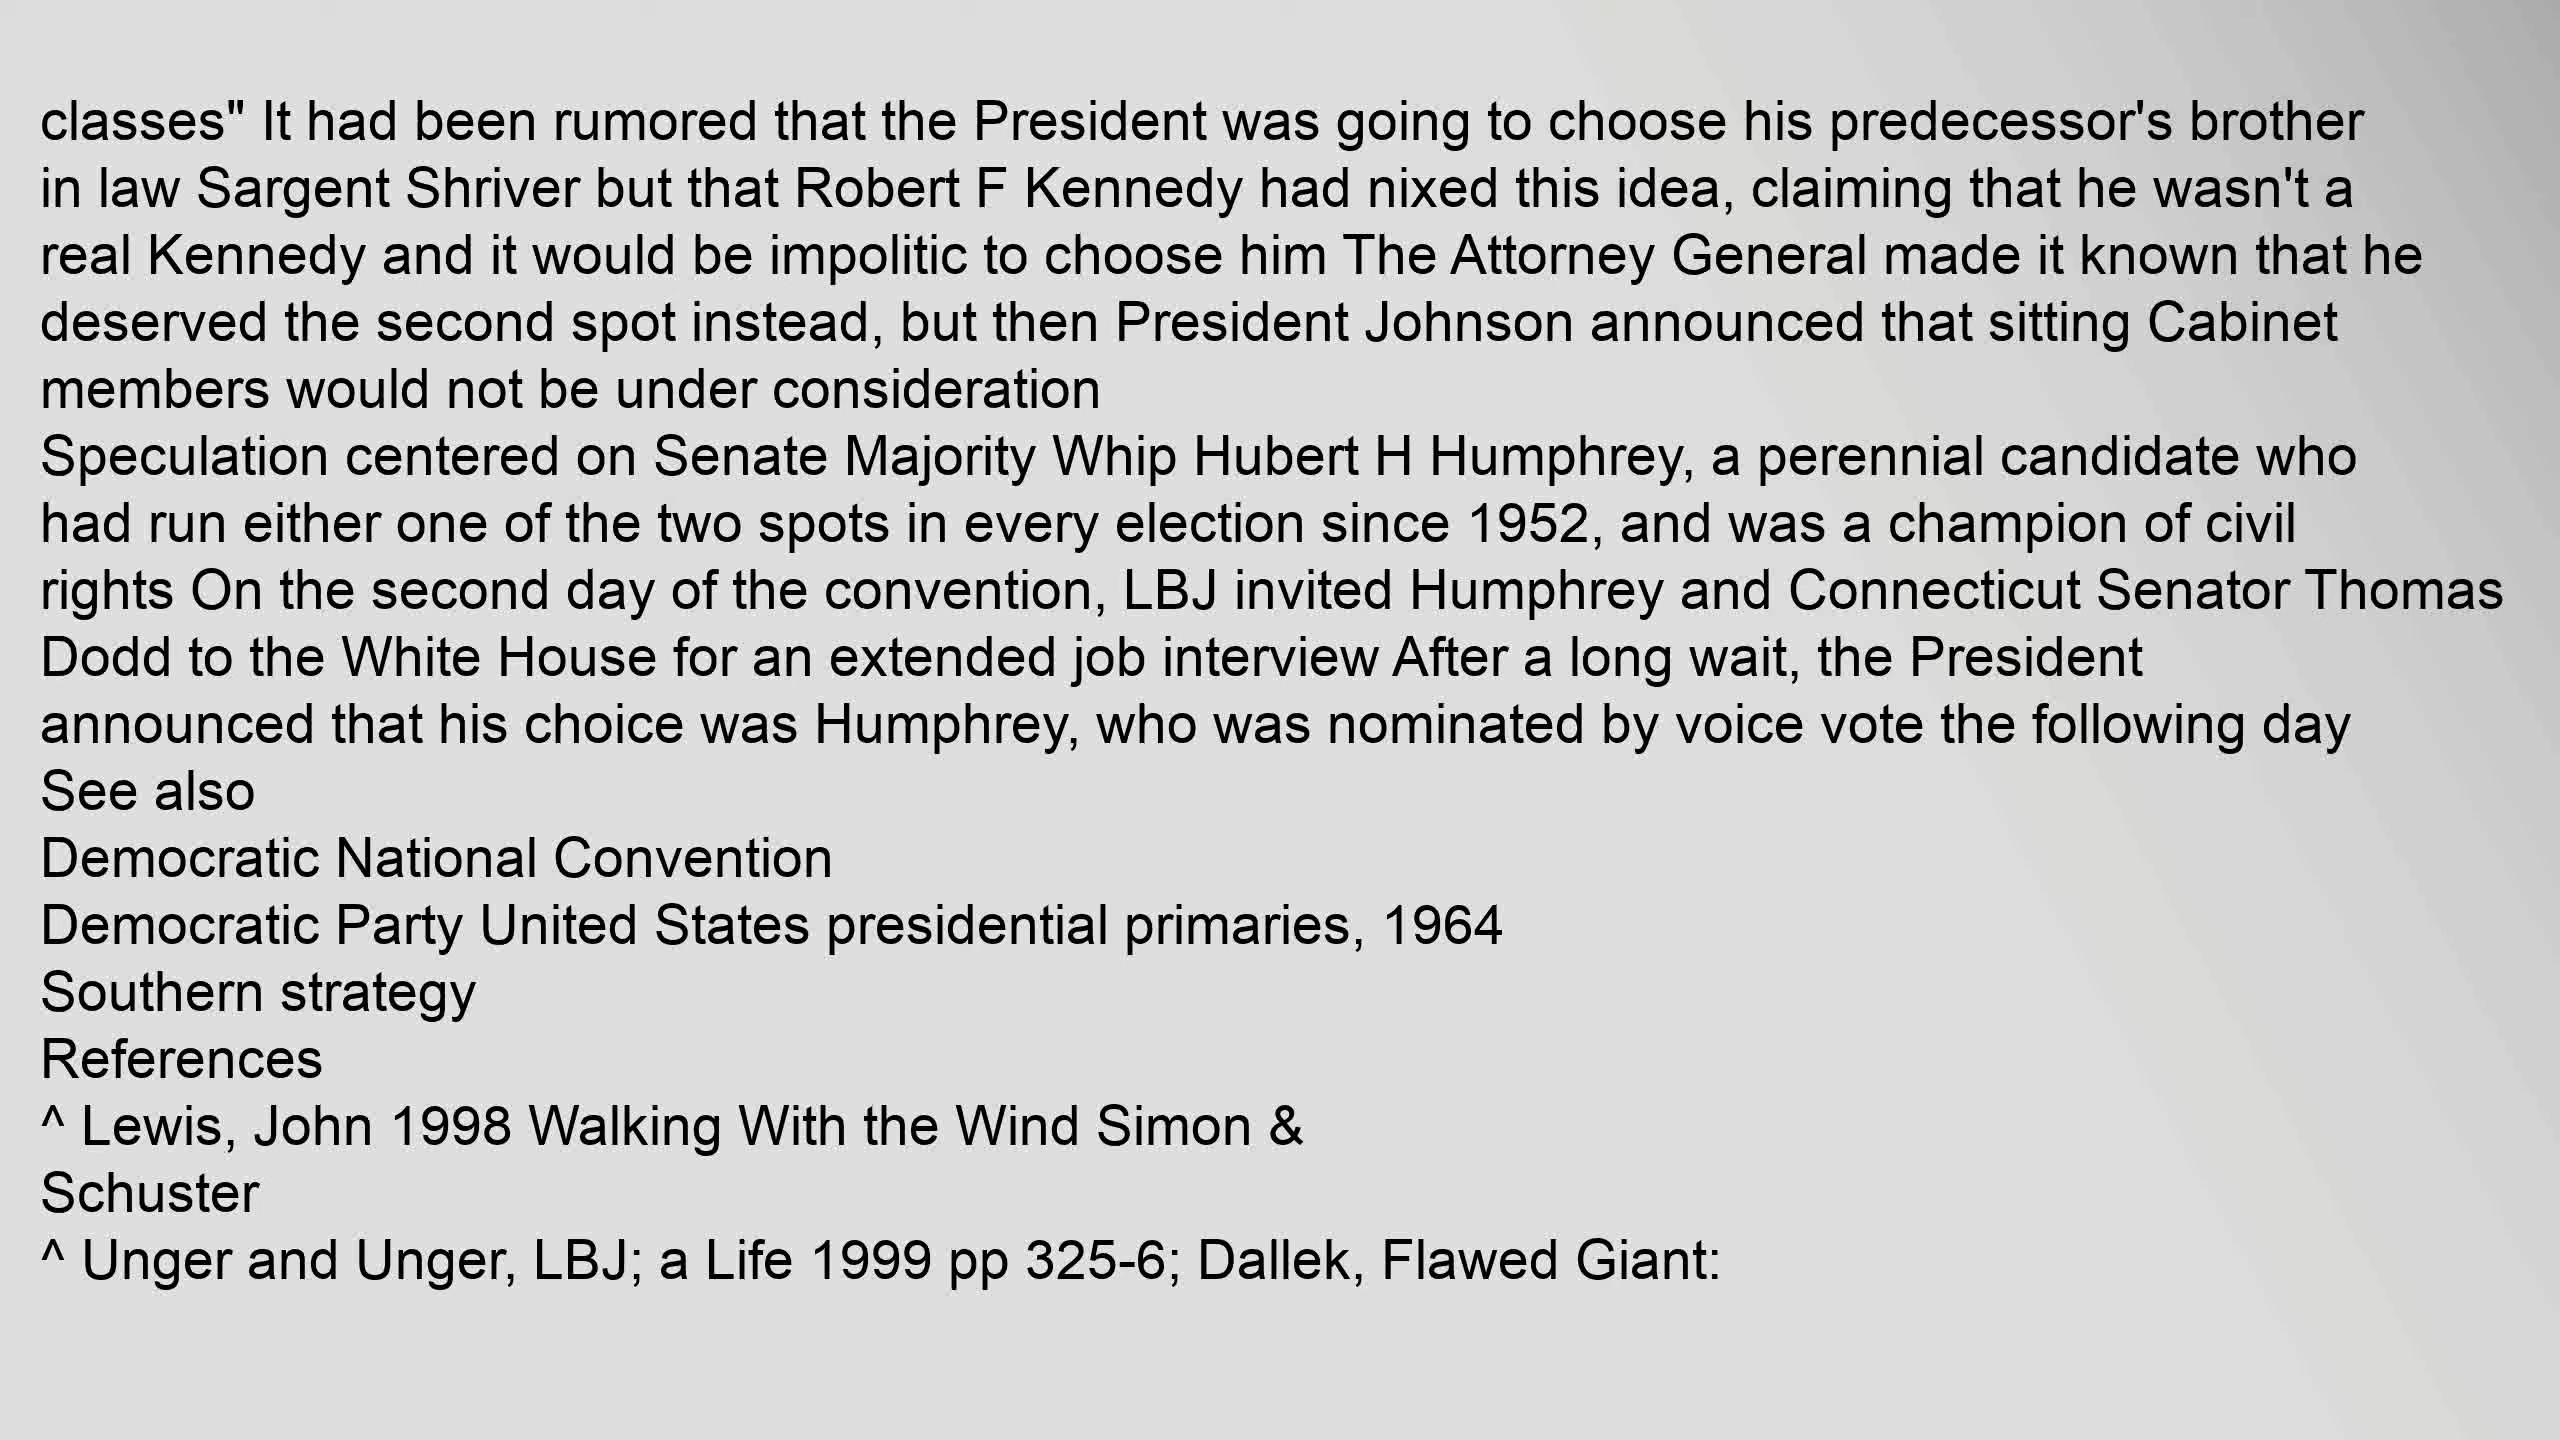 classes" It had been rumored that the President was going to choose his predecessor's brother
in law Sargent Shriver but that Robert F Kennedy had nixed this idea, claiming that he wasn't a
real Kennedy and it would be impolitic to choose him The Attorney General made it known that he
deserved the second spot instead, but then President Johnson announced that sitting Cabinet
members would not be under consideration
Speculation centered on Senate Majority Whip Hubert H Humphrey, a perennial candidate who
had run either one of the two spots in every election since 1952, and was a champion of civil
rights On the second day of the convention, LBJ invited Humphrey and Connecticut Senator Thomas
Dodd to the White House for an extended job interview After a long wait, the President
announced that his choice was Humphrey, who was nominated by voice vote the following day
See also
Democratic National Convention
Democratic Party United States presidential primaries, 1964
Southern strategy
References
^ Lewis, John 1998 Walking With the Wind Simon &
Schuster
^ Unger and Unger, LBJ; a Life 1999 pp 325-6; Dallek, Flawed Giant: